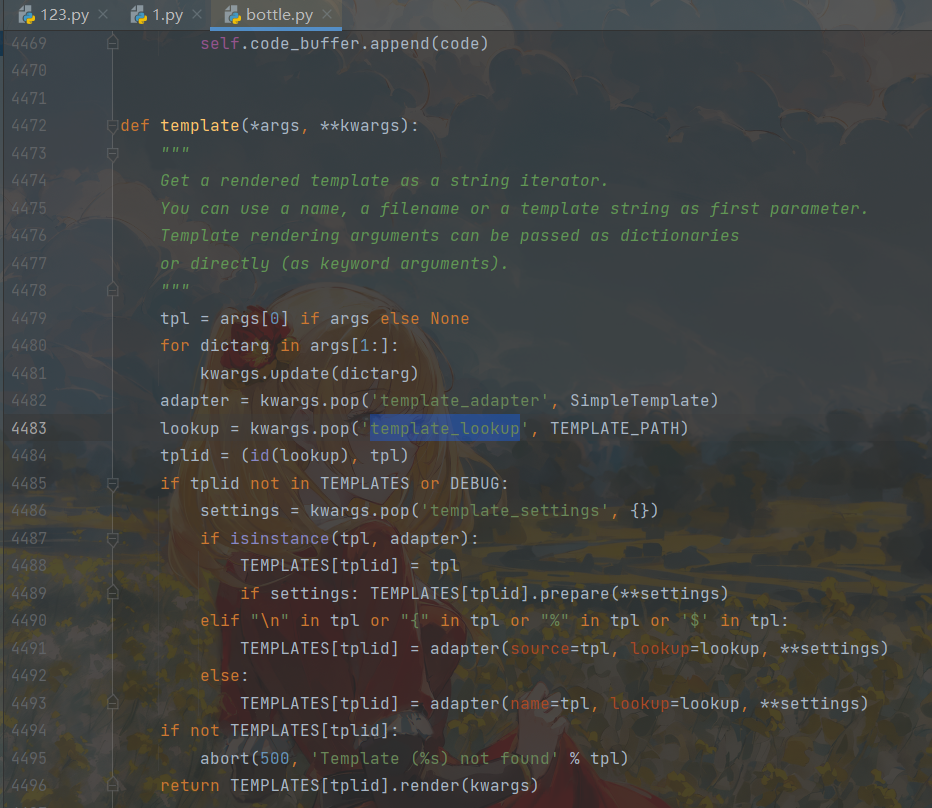 123.py 1.py bottle.py
4469 self.code_buffer.append(code)
4470
4471
4472 def template(*args, **kwargs):
4473 """
4474 Get a rendered template as a string iterator.
4475 You can use a name, a filename or a template string as first parameter.
4476 Template rendering arguments can be passed as dictionaries
4477 or directly (as keyword arguments).
4478 """
4479 tpl = args[0] if args else None
4480 for dictarg in args[1:]:
4481 kwargs.update(dictarg)
4482 adapter = kwargs.pop('template_adapter', SimpleTemplate)
4483 lookup = kwargs.pop('template_lookup', TEMPLATE_PATH)
4484 tplid = (id(lookup), tpl)
4485 if tplid not in TEMPLATES or DEBUG:
4486 settings = kwargs.pop('template_settings', {})
4487 if isinstance(tpl, adapter):
4488 TEMPLATES[tplid] = tpl
4489 if settings: TEMPLATES[tplid].prepare(**settings)
4490 elif "\n" in tpl or "{" in tpl or "%" in tpl or '$' in tpl:
4491 TEMPLATES[tplid] = adapter(source=tpl, lookup=lookup, **settings)
4492 else:
4493 TEMPLATES[tplid] = adapter(name=tpl, lookup=lookup, **settings)
4494 if not TEMPLATES[tplid]:
4495 abort(500, 'Template (%s) not found' % tpl)
4496 return TEMPLATES[tplid].render(kwargs)